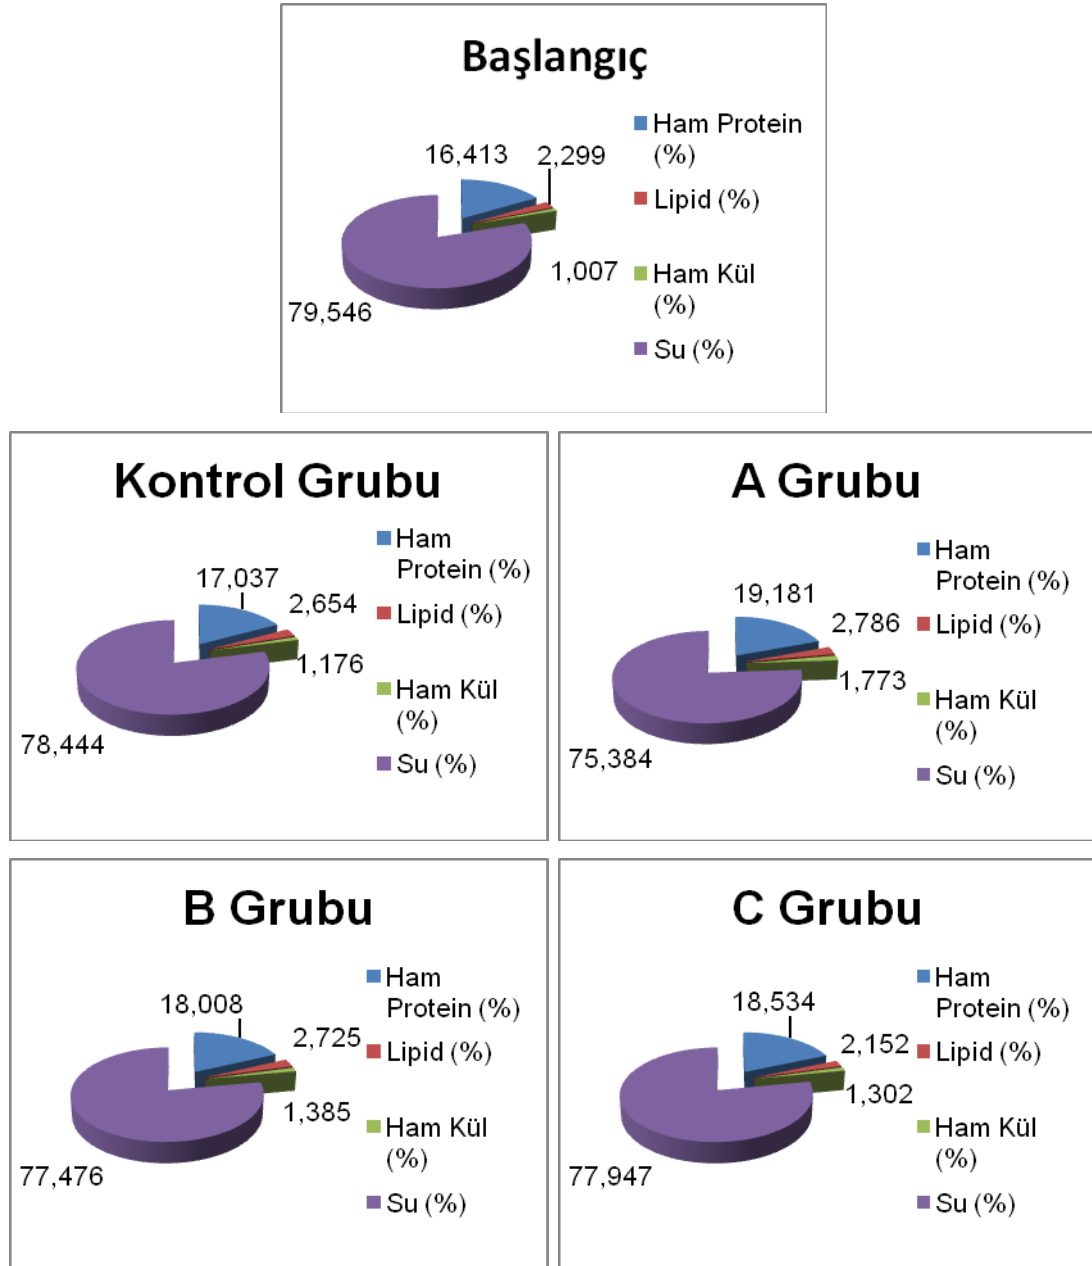 Başlangıç
16,413
2,299
1,007
79,546
Ham Protein
(%)
Lipid (%)
Ham Kül
(%)
Su (%)
Kontrol Grubu
17,037
2,654
1,176
78,444
Ham
Protein (%)
Lipid (%)
Ham Kül
(%)
Su (%)
A Grubu
19,181
2,786
1,773
75,384
Ham
Protein (%)
Lipid (%)
Ham Kül
(%)
Su (%)
B Grubu
18,008
2,725
1,385
77,476
Ham
Protein (%)
Lipid (%)
Ham Kül
(%)
Su (%)
C Grubu
18,534
2,152
1,302
77,947
Ham
Protein (%)
Lipid (%)
Ham Kül
(%)
Su (%)